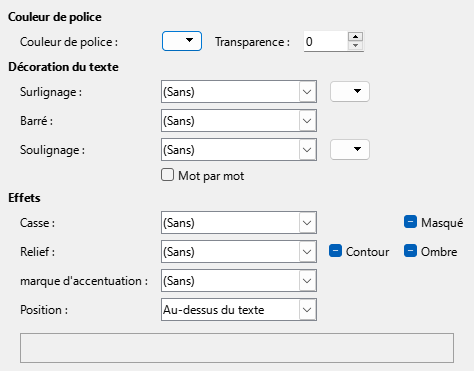 Couleur de police
Couleur de police : Transparence : 0
Décoration du texte
Surlignage : (Sans)
Barré : (Sans)
Soulignage : (Sans)
Mot par mot
Effets
Casse : (Sans) Masqué
Relief : (Sans) Contour Ombre
marque d'accentuation : (Sans)
Position : Au-dessus du texte